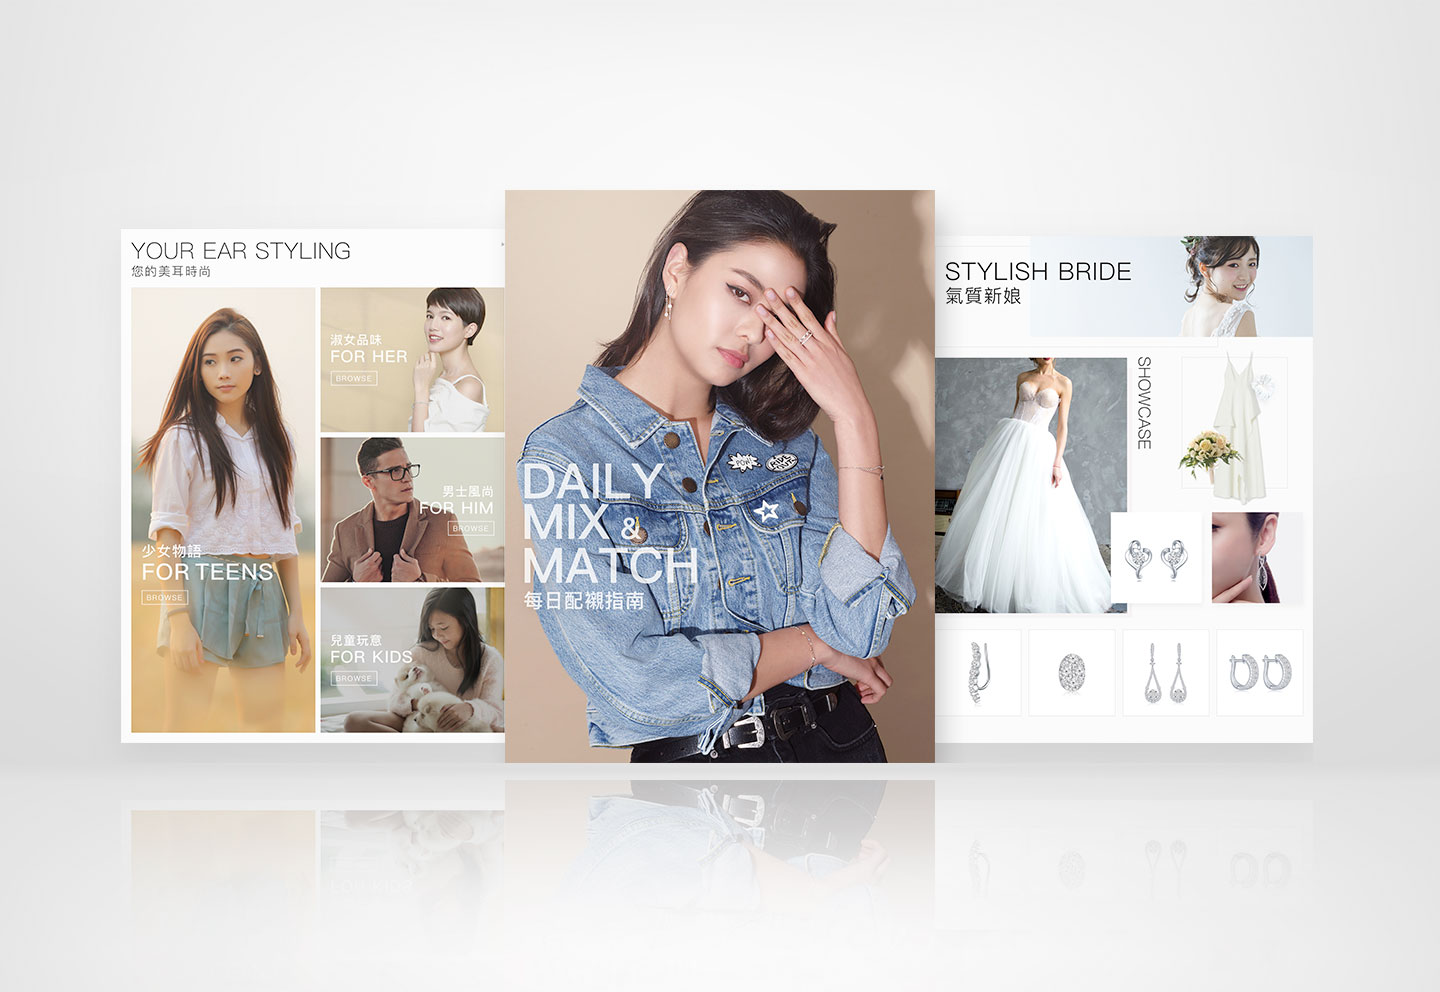 YOUR EAR STYLING
您的美耳時尚
少女物語
FOR TEENS
BROWSE
淑女品味
FOR HER
BROWSE
男士風尚
FOR HIM
BROWSE
兒童玩意
FOR KIDS
BROWSE
DAILY
MIX &
MATCH
每日配襯指南
STYLISH BRIDE
氣質新娘
SHOWCASE